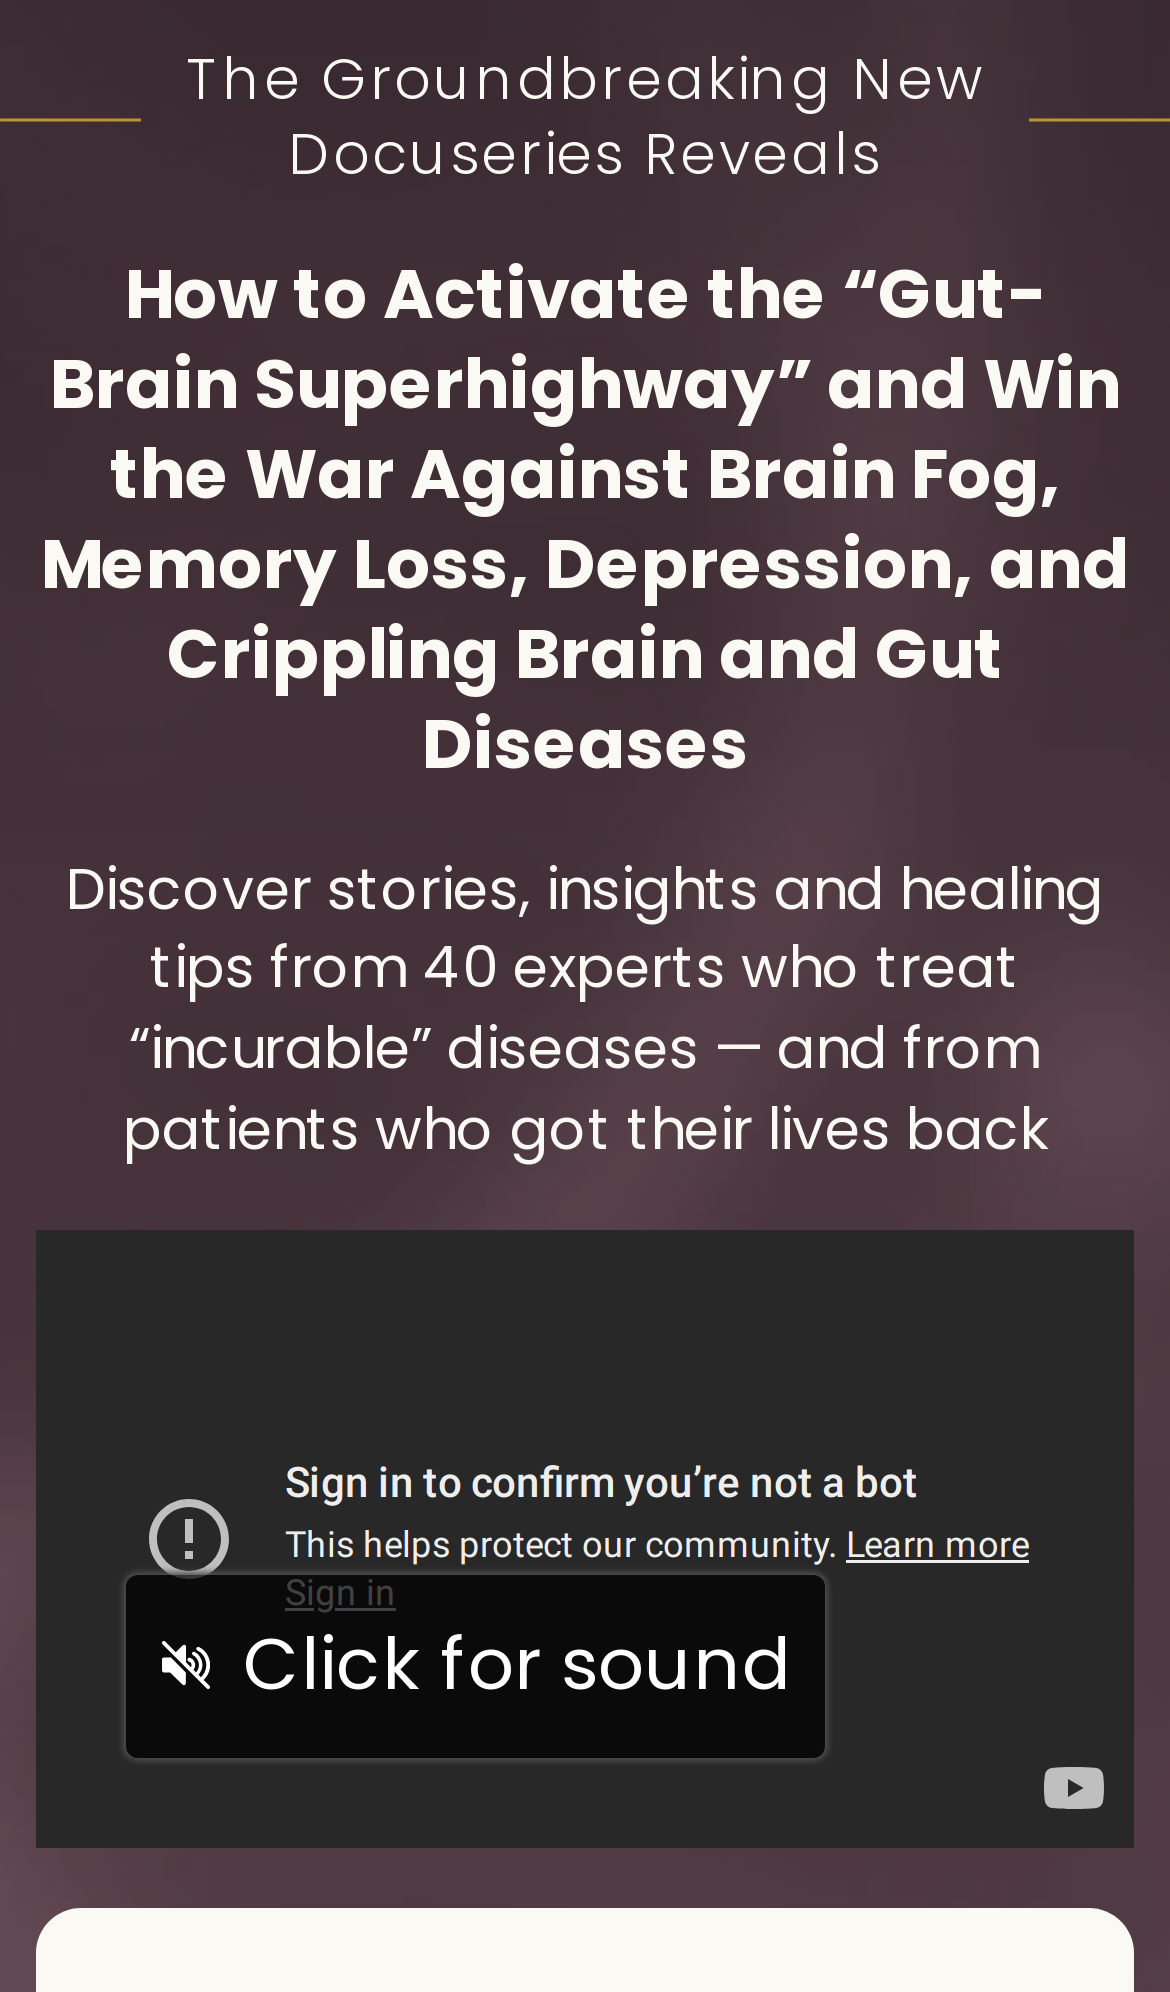 The Groundbreaking New
Docuseries Reveals
How to Activate the “Gut-
Brain Superhighway” and Win
the War Against Brain Fog,
Memory Loss, Depression, and
Crippling Brain and Gut
Diseases
Discover stories, insights and healing
tips from 40 experts who treat
“incurable” diseases — and from
patients who got their lives back
Sign in to confirm you’re not a bot
This helps protect our community. Learn more
Sign in
Click for sound